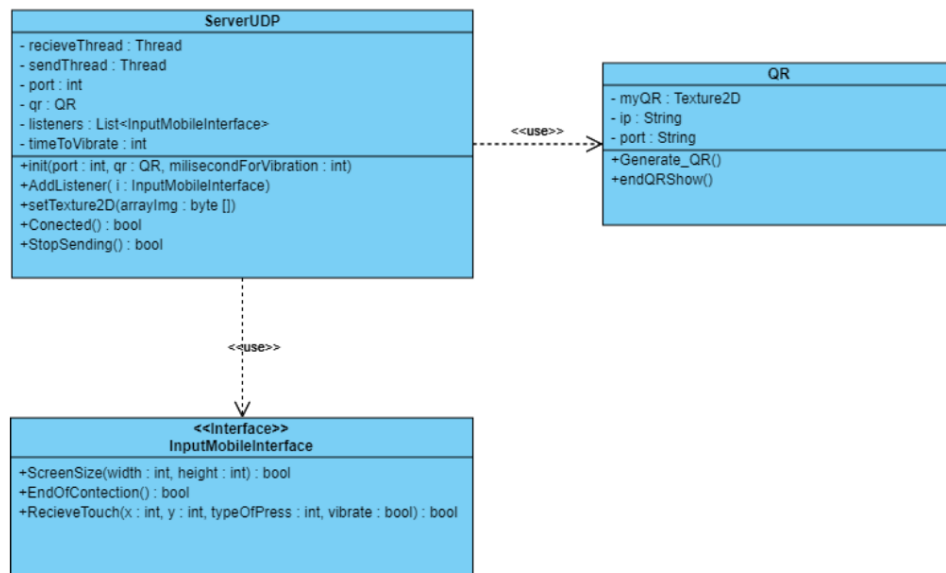 ServerUDP
- recieveThread : Thread
- sendThread : Thread
- port : int
- qr : QR
- listeners : List<InputMobileInterface>
- timeToVibrate : int
+init(port : int, qr : QR, milisecondForVibration : int)
+AddListener( i : InputMobileInterface)
+setTexture2D(arrayImg : byte [])
+Conected() : bool
+StopSending() : bool
<<use>>
QR
- myQR : Texture2D
- ip : String
- port : String
+Generate_QR()
+endQRShow()
<<use>>
<<Interface>>
InputMobileInterface
+ScreenSize(width : int, height : int) : bool
+EndOfContection() : bool
+RecieveTouch(x : int, y : int, typeOfPress : int, vibrate : bool) : bool